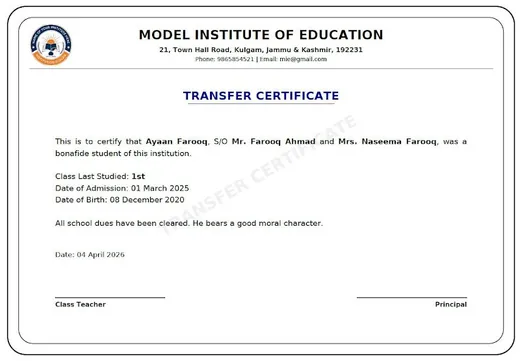 MODEL INSTITUTE OF EDUCATION
21, Town Hall Road, Kulgam, Jammu & Kashmir, 192231
Phone: 9865854521 | Email: mie@gmail.com
TRANSFER CERTIFICATE
This is to certify that Ayaan Farooq, S/O Mr. Farooq Ahmad and Mrs. Naseema Farooq, was a
bonafide student of this institution.
Class Last Studied: 1st
Date of Admission: 01 March 2025
Date of Birth: 08 December 2020
TRANSFER CERTIFICATE
All school dues have been cleared. He bears a good moral character.
Date: 04 April 2026
Class Teacher
Principal